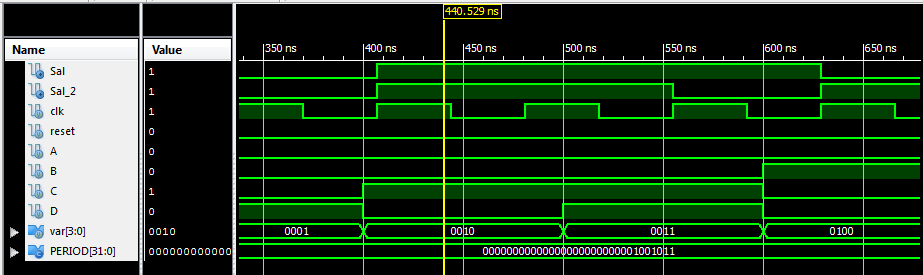 440.529 ns
Name Value 350 ns 400 ns 450 ns 500 ns 550 ns 600 ns 650 ns
Sal 1
Sal_2 1
clk 1
reset 0
A 0
B 0
C 1
D 0
var[3:0] 0010 0001 0010 0011 0100
PERIOD[31:0] 000000000000 00000000000000000000000001001011